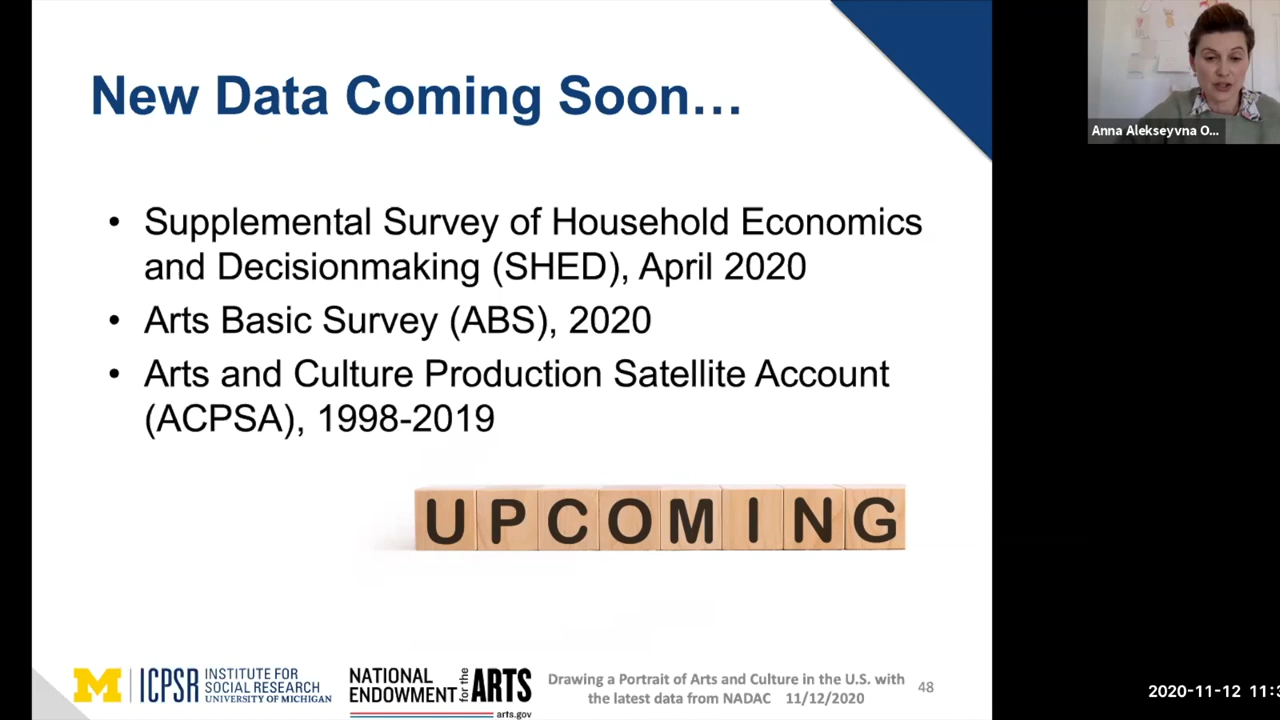 New Data Coming Soon…
• Supplemental Survey of Household Economics
and Decisionmaking (SHED), April 2020
• Arts Basic Survey (ABS), 2020
• Arts and Culture Production Satellite Account
(ACPSA), 1998-2019
UPCOMING
M ICPSR INSTITUTE FOR
SOCIAL RESEARCH
UNIVERSITY OF MICHIGAN
NATIONAL
ENDOWMENT for the ARTS
arts.gov
Drawing a Portrait of Arts and Culture in the U.S. with
the latest data from NADAC 11/12/2020
48
Anna Alekseyvna O...
2020-11-12 11:3